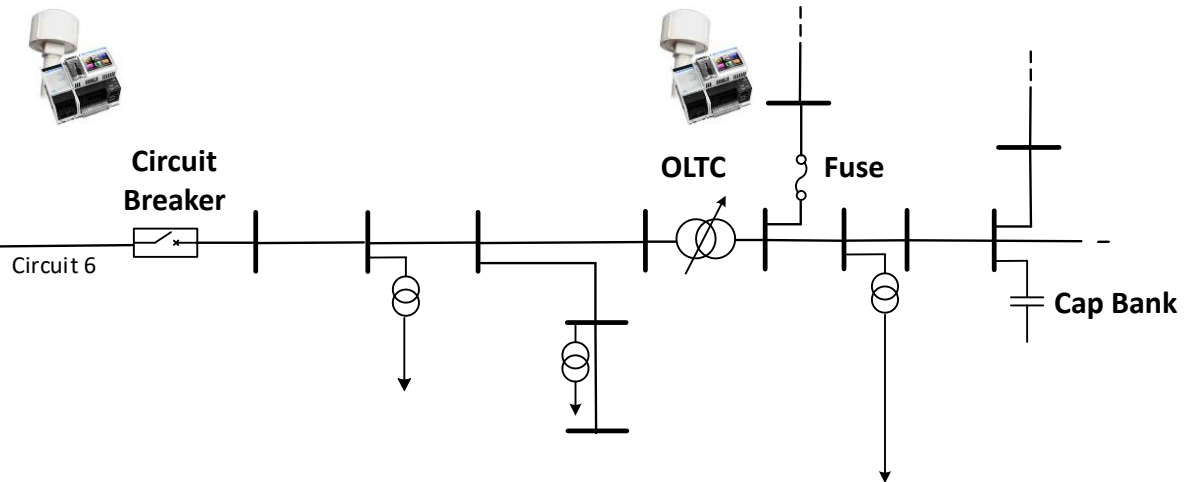 Circuit
Breaker
OLTC
Fuse
Circuit 6
Cap Bank